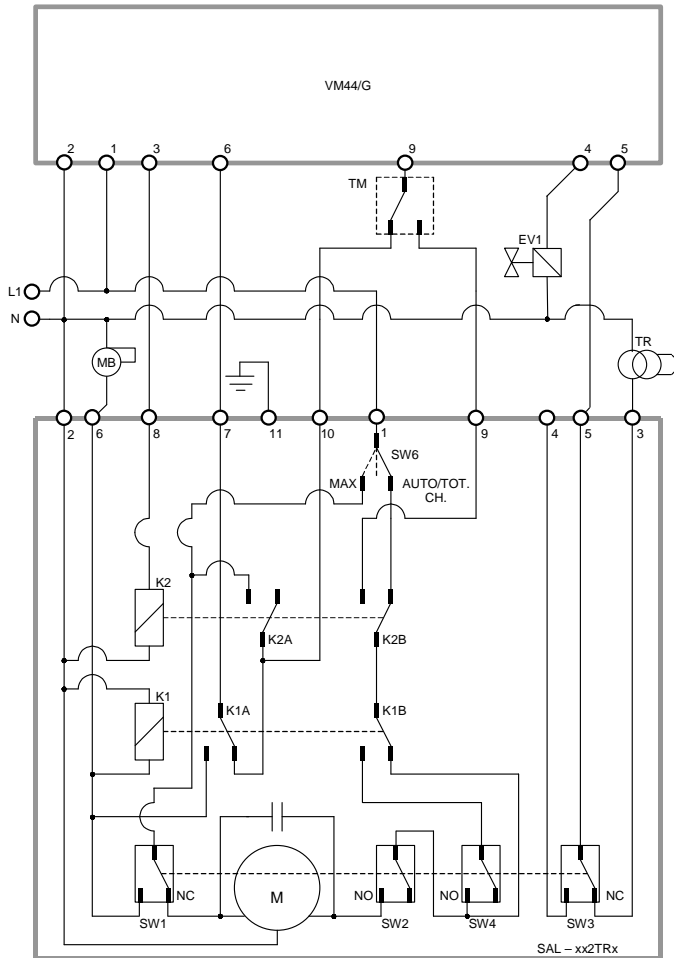 VM44/G
2 1 3 6 9 4 5
TM
EV1
L1
N
TR
MB
2 6 8 7 11 10 1 9 4 5 3
SW6
MAX AUTO/TOT.
CH.
K2
K2A K2B
K1
K1A K1B
M
NC NO NO NC
SW1 SW2 SW4 SW3
SAL – xx2TRx